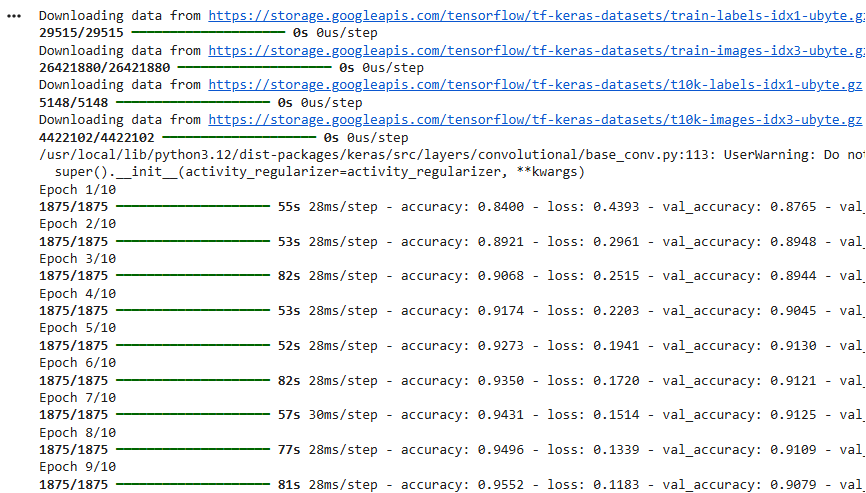 Downloading data from https://storage.googleapis.com/tensorflow/tf-keras-datasets/train-labels-idx1-ubyte.gz
29515/29515 ━━━━━━━━━━━━━━━━━━━━ 0s 0us/step
Downloading data from https://storage.googleapis.com/tensorflow/tf-keras-datasets/train-images-idx3-ubyte.gz
26421880/26421880 ━━━━━━━━━━━━━━━━━━━━ 0s 0us/step
Downloading data from https://storage.googleapis.com/tensorflow/tf-keras-datasets/t10k-labels-idx1-ubyte.gz
5148/5148 ━━━━━━━━━━━━━━━━━━━━ 0s 0us/step
Downloading data from https://storage.googleapis.com/tensorflow/tf-keras-datasets/t10k-images-idx3-ubyte.gz
4422102/4422102 ━━━━━━━━━━━━━━━━━━━━ 0s 0us/step
/usr/local/lib/python3.12/dist-packages/keras/src/layers/convolutional/base_conv.py:113: UserWarning: Do not
super().__init__(activity_regularizer=activity_regularizer, **kwargs)
Epoch 1/10
1875/1875 ━━━━━━━━━━━━━━━━━━━━ 55s 28ms/step - accuracy: 0.8400 - loss: 0.4393 - val_accuracy: 0.8765 - val_
Epoch 2/10
1875/1875 ━━━━━━━━━━━━━━━━━━━━ 53s 28ms/step - accuracy: 0.8921 - loss: 0.2961 - val_accuracy: 0.8948 - val_
Epoch 3/10
1875/1875 ━━━━━━━━━━━━━━━━━━━━ 82s 28ms/step - accuracy: 0.9068 - loss: 0.2515 - val_accuracy: 0.8944 - val_
Epoch 4/10
1875/1875 ━━━━━━━━━━━━━━━━━━━━ 53s 28ms/step - accuracy: 0.9174 - loss: 0.2203 - val_accuracy: 0.9045 - val_
Epoch 5/10
1875/1875 ━━━━━━━━━━━━━━━━━━━━ 52s 28ms/step - accuracy: 0.9273 - loss: 0.1941 - val_accuracy: 0.9130 - val_
Epoch 6/10
1875/1875 ━━━━━━━━━━━━━━━━━━━━ 82s 28ms/step - accuracy: 0.9350 - loss: 0.1720 - val_accuracy: 0.9121 - val_
Epoch 7/10
1875/1875 ━━━━━━━━━━━━━━━━━━━━ 57s 30ms/step - accuracy: 0.9431 - loss: 0.1514 - val_accuracy: 0.9125 - val_
Epoch 8/10
1875/1875 ━━━━━━━━━━━━━━━━━━━━ 77s 28ms/step - accuracy: 0.9496 - loss: 0.1339 - val_accuracy: 0.9109 - val_
Epoch 9/10
1875/1875 ━━━━━━━━━━━━━━━━━━━━ 81s 28ms/step - accuracy: 0.9552 - loss: 0.1183 - val_accuracy: 0.9079 - val_